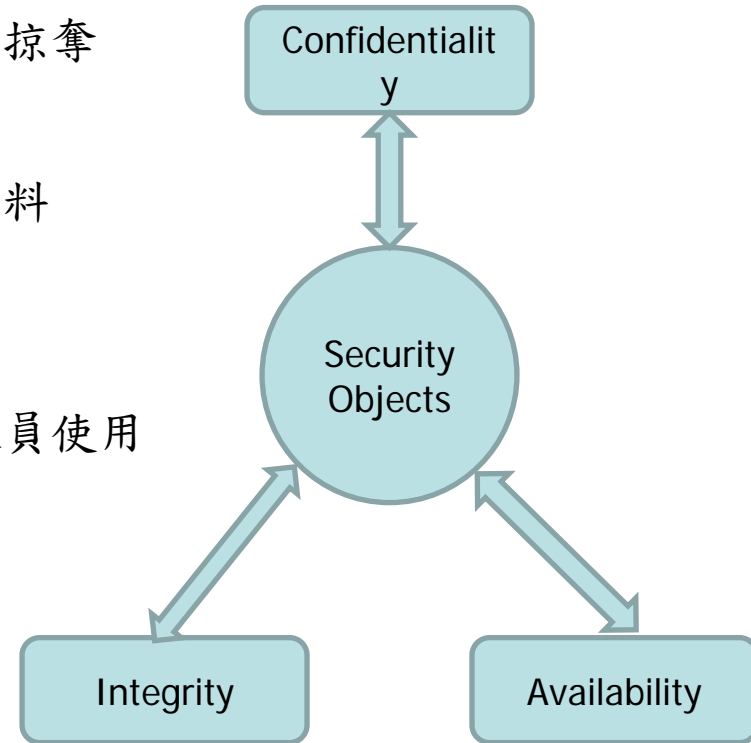 掠奪
Confidentialit
y
料
Security
Objects
員使用
Integrity
Availability